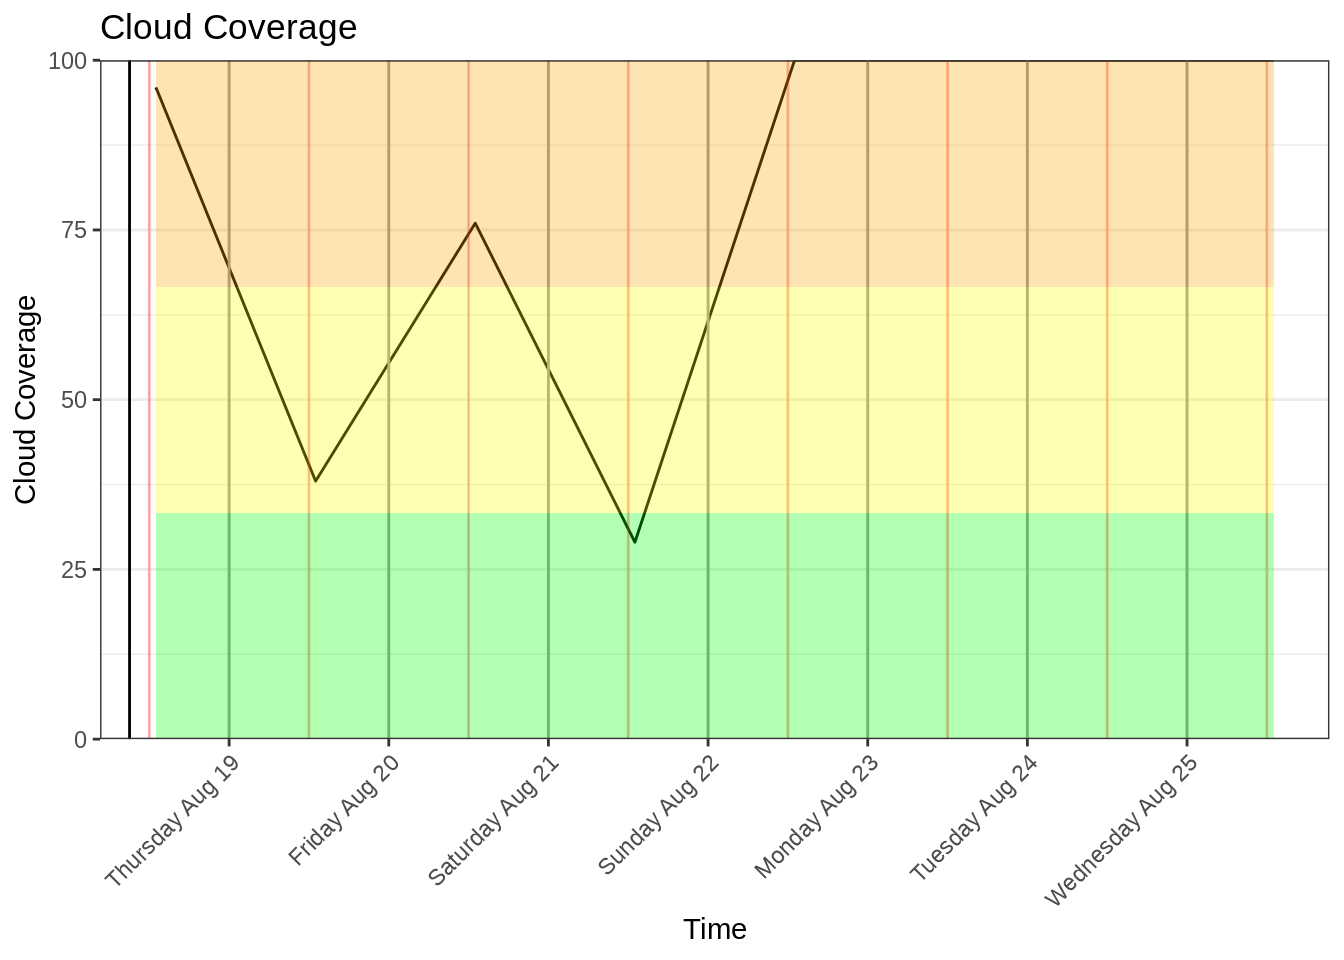 Cloud Coverage
Cloud Coverage
100
75
50
25
0
Thursday Aug 19
Friday Aug 20
Saturday Aug 21
Sunday Aug 22
Monday Aug 23
Tuesday Aug 24
Wednesday Aug 25
Time